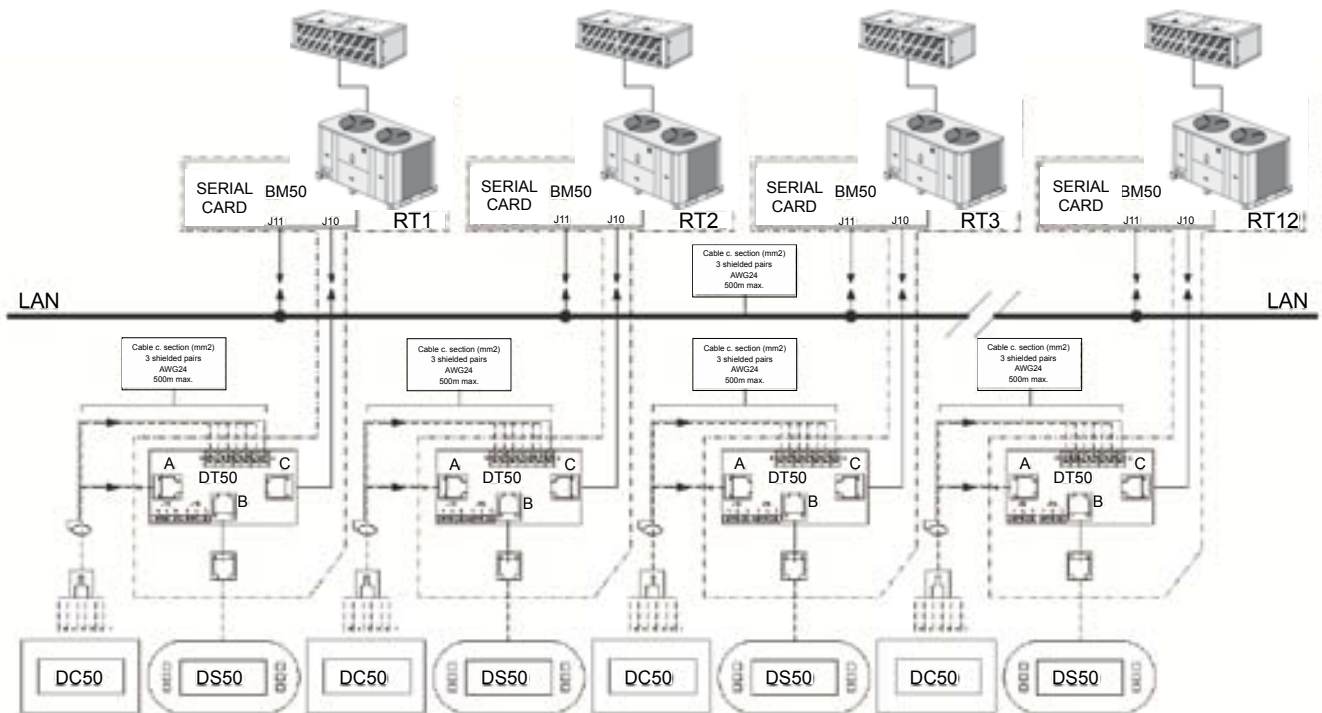 SERIAL CARD BM50
J11 J10
RT1
SERIAL CARD BM50
J11 J10
RT2
SERIAL CARD BM50
J11 J10
RT3
SERIAL CARD BM50
J11 J10
RT12
Cable c. section (mm2)
3 shielded pairs
AWG24
500m max.
LAN
LAN
Cable c. section (mm2)
3 shielded pairs
AWG24
500m max.
Cable c. section (mm2)
3 shielded pairs
AWG24
500m max.
Cable c. section (mm2)
3 shielded pairs
AWG24
500m max.
Cable c. section (mm2)
3 shielded pairs
AWG24
500m max.
A
DT50
C
B
A
DT50
C
B
A
DT50
C
B
A
DT50
C
B
DC50
DS50
DC50
DS50
DC50
DS50
DC50
DS50